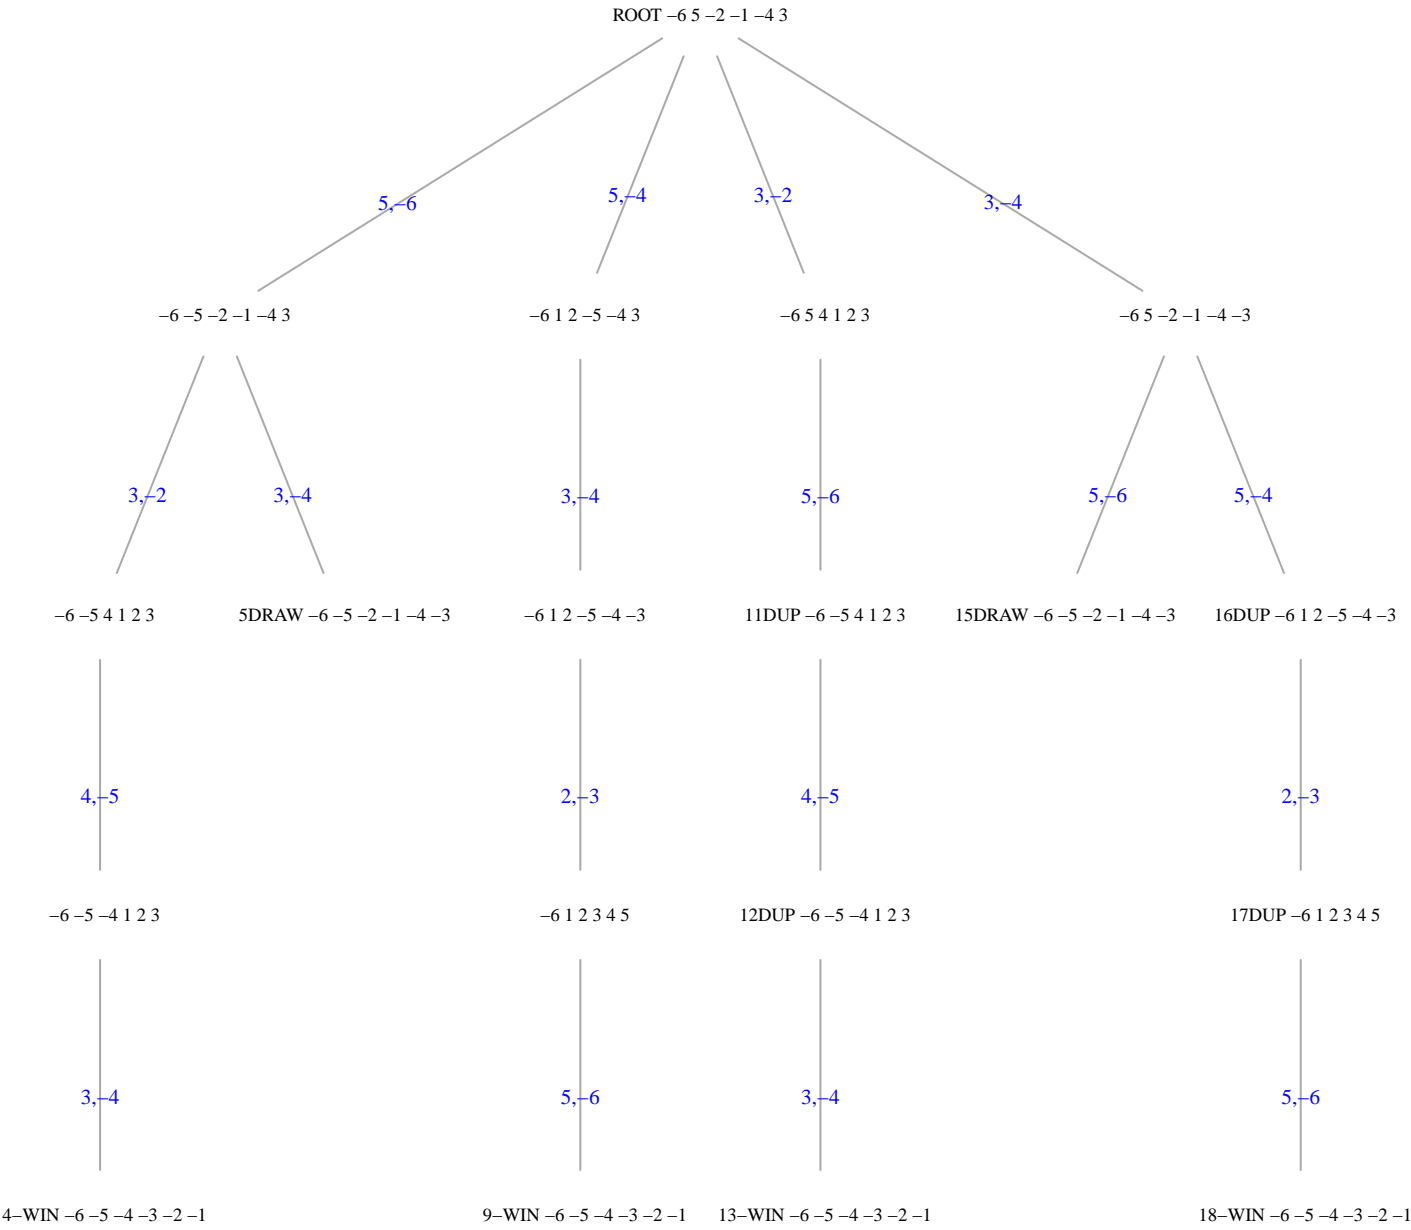 ROOT –6 5 –2 –1 –4 3
5,–6
5,–4
3,–2
3,–4
–6 –5 –2 –1 –4 3
–6 1 2 –5 –4 3
–6 5 4 1 2 3
–6 5 –2 –1 –4 –3
3,–2
3,–4
3,–4
5,–6
5,–6
5,–4
–6 –5 4 1 2 3
5DRAW –6 –5 –2 –1 –4 –3
–6 1 2 –5 –4 –3
11DUP –6 –5 4 1 2 3
15DRAW –6 –5 –2 –1 –4 –3
16DUP –6 1 2 –5 –4 –3
4,–5
2,–3
4,–5
2,–3
–6 –5 –4 1 2 3
–6 1 2 3 4 5
12DUP –6 –5 –4 1 2 3
17DUP –6 1 2 3 4 5
3,–4
5,–6
3,–4
5,–6
4–WIN –6 –5 –4 –3 –2 –1
9–WIN –6 –5 –4 –3 –2 –1
13–WIN –6 –5 –4 –3 –2 –1
18–WIN –6 –5 –4 –3 –2 –1